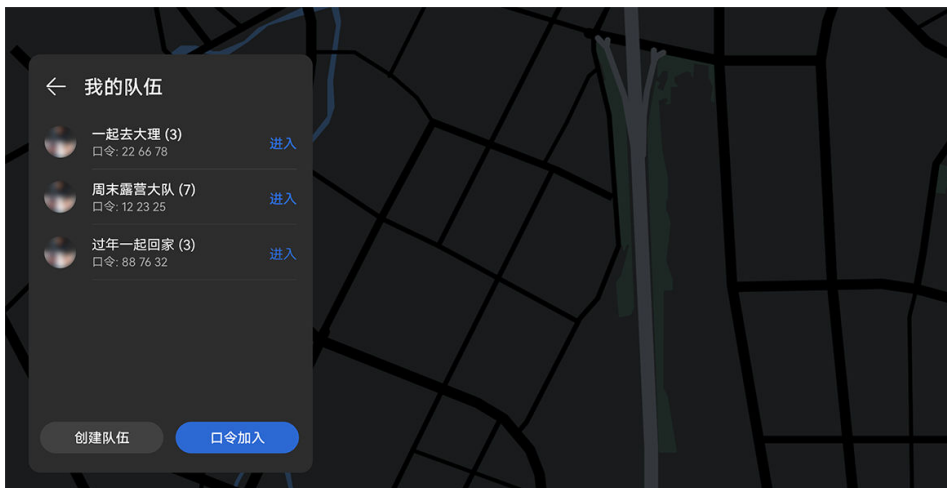 我的队伍
一起去大理 (3)
口令: 22 66 78
进入
周末露营大队 (7)
口令: 12 23 25
进入
过年一起回家 (3)
口令: 88 76 32
进入
创建队伍
口令加入